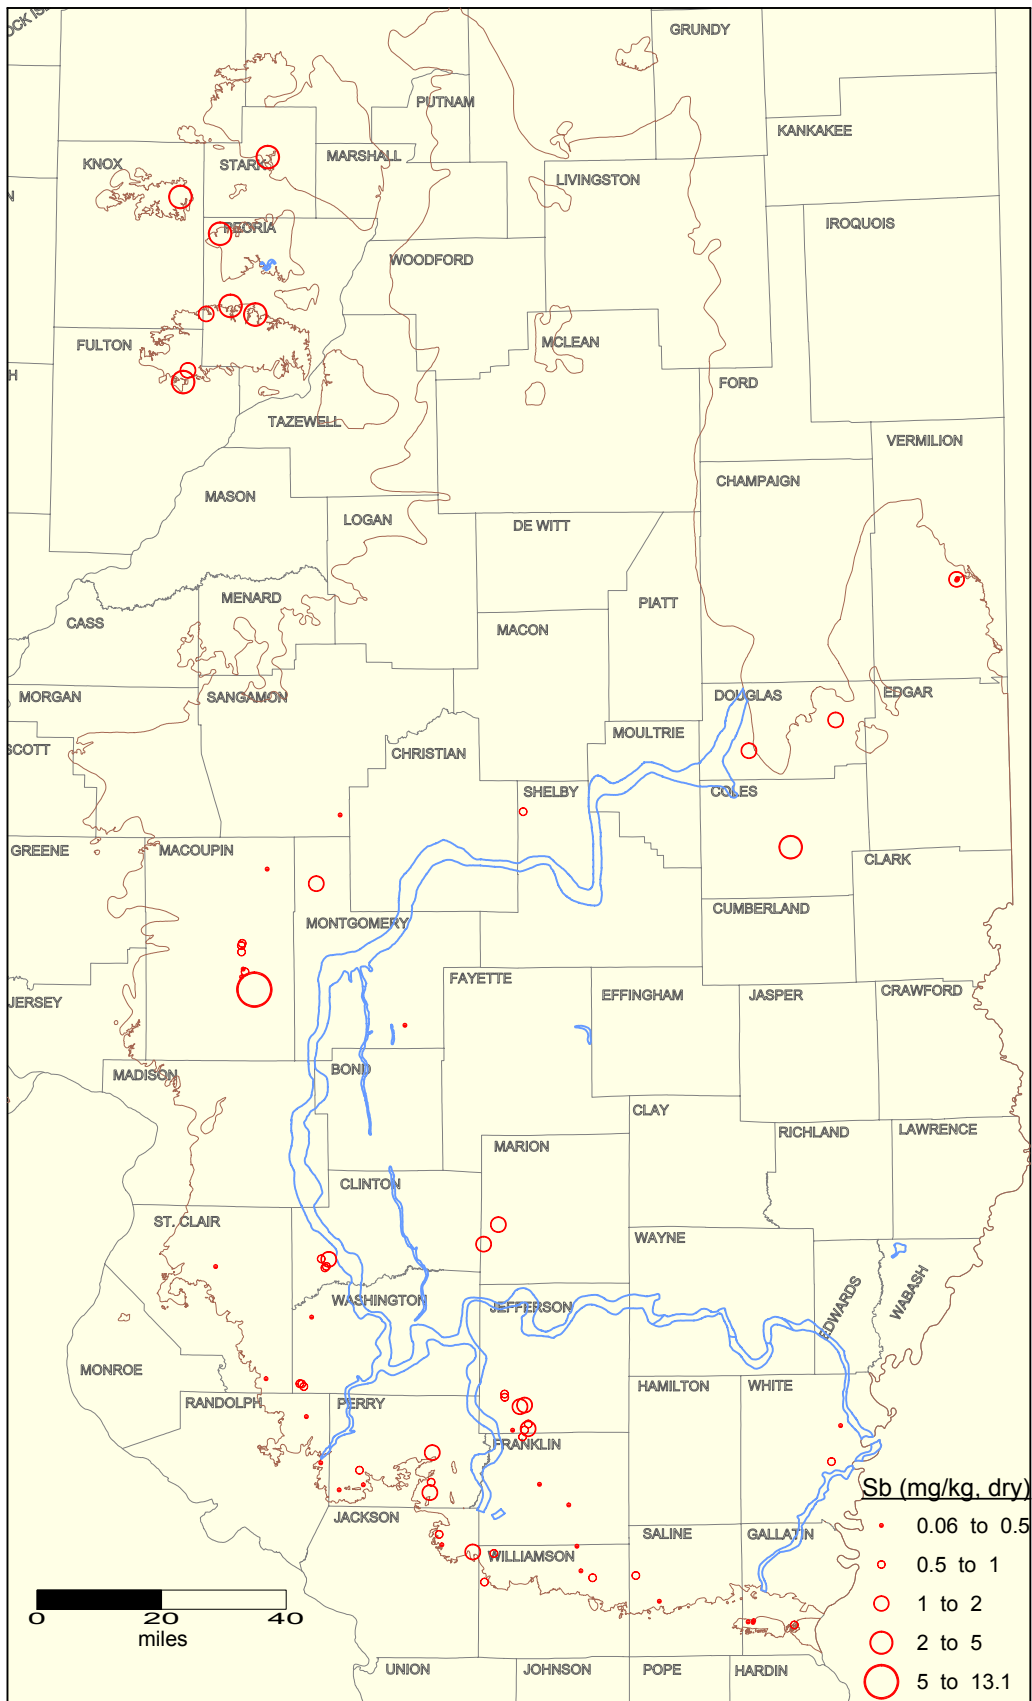 GRUNDY
PUTNAM
KANKAKEE
KNOX
STARK
MARSHALL
LIVINGSTON
IROQUOIS
PEORIA
WOODFORD
FULTON
MCLEAN
FORD
TAZEWELL
VERMILION
CHAMPAIGN
MASON
LOGAN
DE WITT
MENARD
PIATT
CASS
MACON
MORGAN
SANGAMON
DOUGLAS
EDGAR
SCOTT
CHRISTIAN
MOULTRIE
SHELBY
COLES
GREENE
MACOUPIN
CLARK
MONTGOMERY
CUMBERLAND
FAYETTE
JERSEY
EFFINGHAM
JASPER
CRAWFORD
MADISON
BOND
CLAY
MARION
RICHLAND
LAWRENCE
CLINTON
ST. CLAIR
WAYNE
EDWARDS
WABASH
WASHINGTON
JEFFERSON
MONROE
HAMILTON
WHITE
RANDOLPH
PERRY
FRANKLIN
JACKSON
SALINE
GALLATIN
WILLIAMSON
UNION
JOHNSON
POPE
HARDIN
Sb (mg/kg, dry)
0.06 to 0.5
0.5 to 1
1 to 2
2 to 5
5 to 13.1
0 20 40
miles